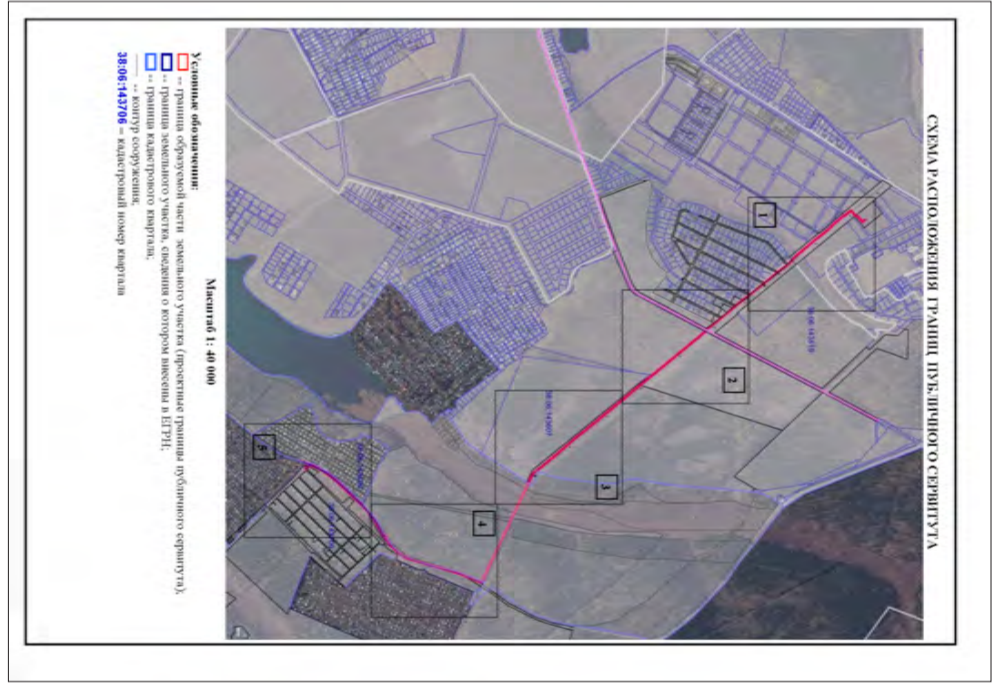 СХЕМА РАСПОЛОЖЕНИЯ ГРАНИЦ ПУБЛИЧНОГО СЕРВИТУТА
1
2
3
4
5
Масштаб 1: 40 000
Условные обозначения:
-- граница образуемой части земельного участка (проектные границы публичного сервитута);
-- граница земельного участка, сведения о котором внесены в ЕГРН;
-- граница кадастрового квартала;
-- контур сооружения;
38:06:143706 – кадастровый номер квартала